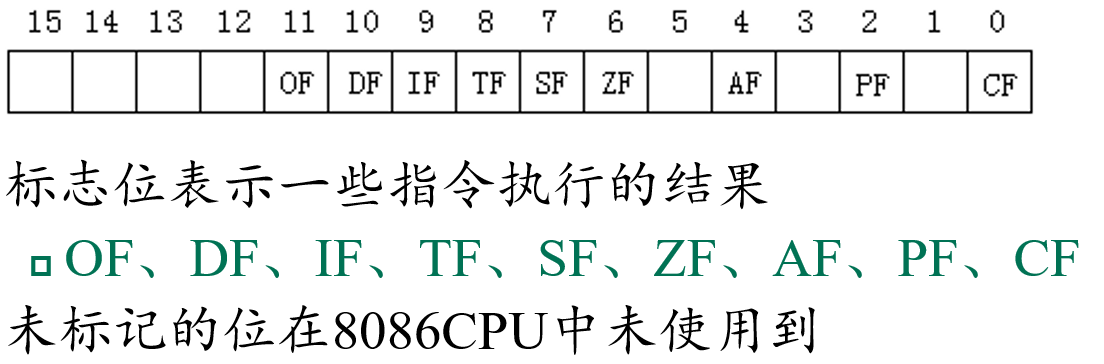 15 14 13 12 11 10 9 8 7 6 5 4 3 2 1 0
OF DF IF TF SF ZF AF PF CF
标志位表示一些指令执行的结果
OF、DF、IF、TF、SF、ZF、AF、PF、CF
未标记的位在8086CPU中未使用到